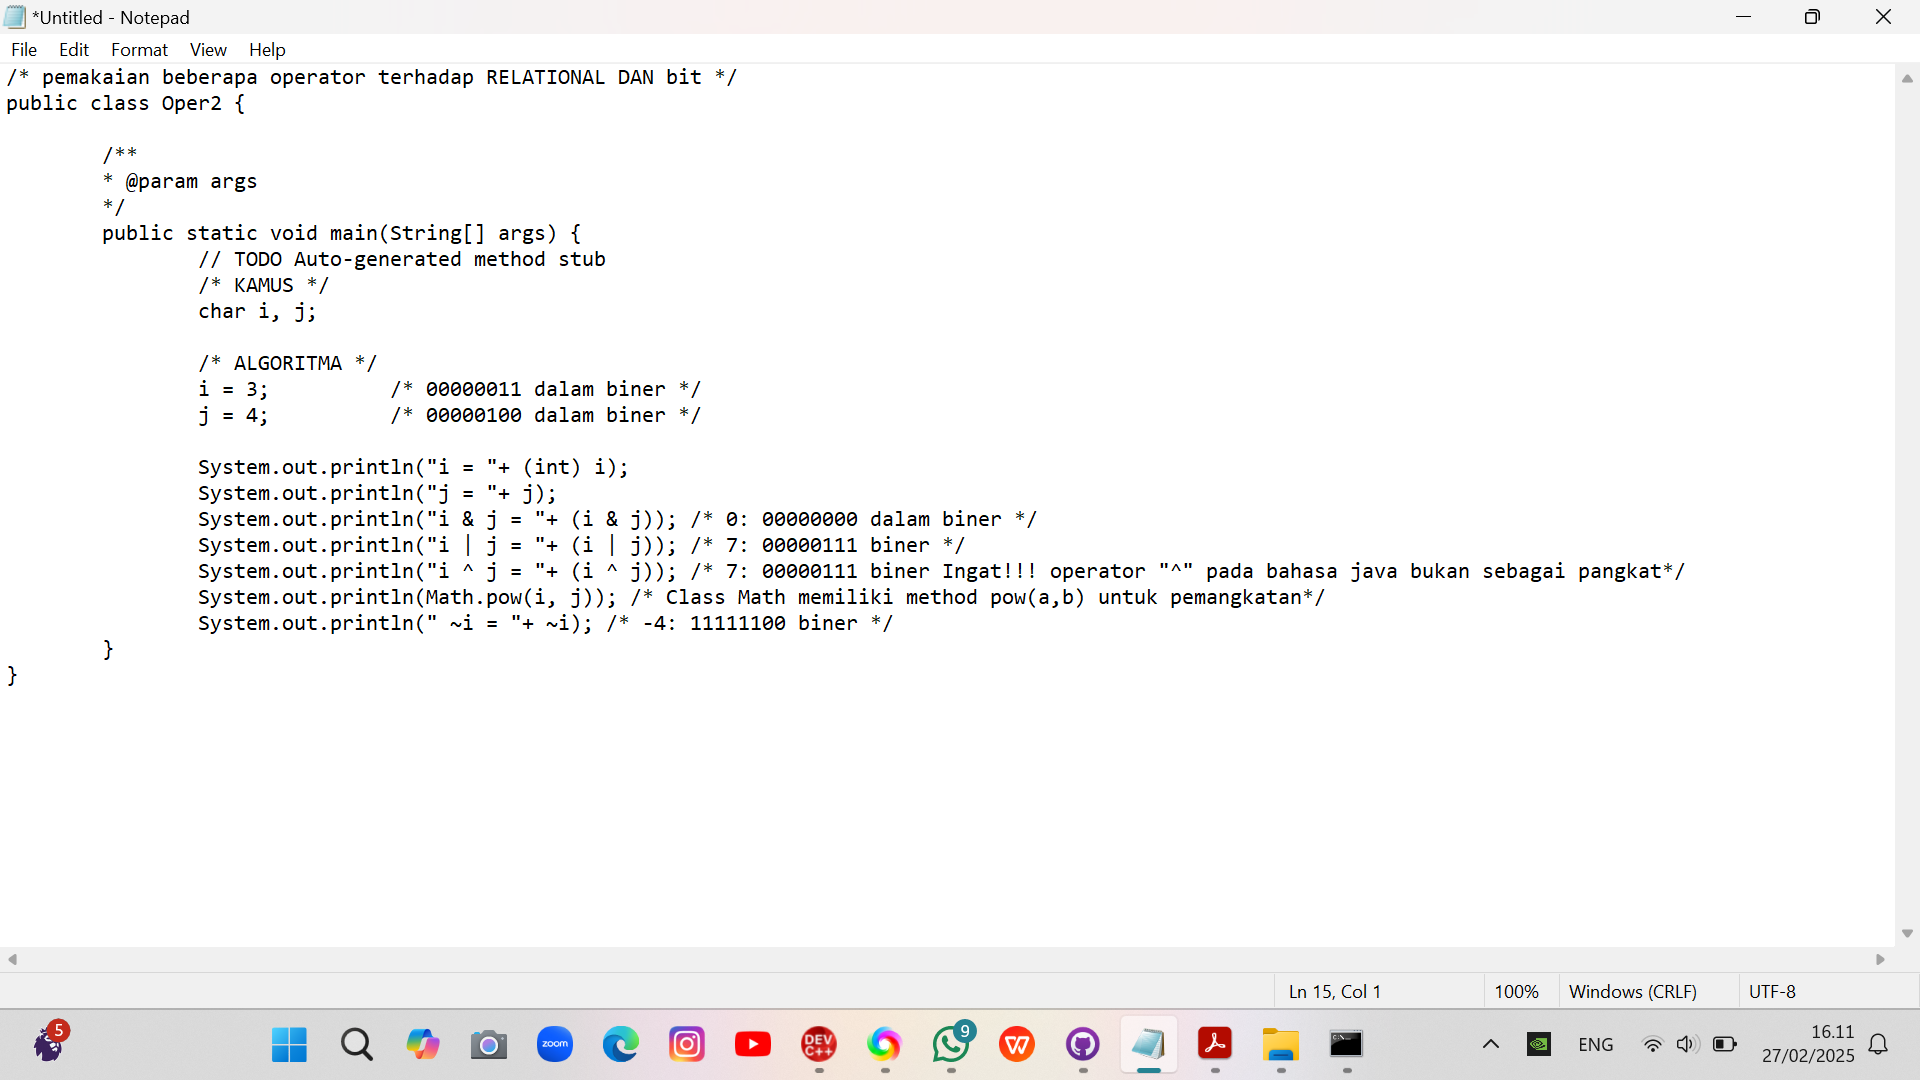 *Untitled - Notepad
File Edit Format View Help
/* pemakaian beberapa operator terhadap RELATIONAL DAN bit */
public class Oper2 {
/**
* @param args
*/
public static void main(String[] args) {
// TODO Auto-generated method stub
/* KAMUS */
char i, j;
/* ALGORITMA */
i = 3; /* 00000011 dalam biner */
j = 4; /* 00000100 dalam biner */
System.out.println("i = "+ (int) i);
System.out.println("j = "+ j);
System.out.println("i & j = "+ (i & j)); /* 0: 00000000 dalam biner */
System.out.println("i | j = "+ (i | j)); /* 7: 00000111 biner */
System.out.println("i ^ j = "+ (i ^ j)); /* 7: 00000111 biner Ingat!!! operator "^" pada bahasa java bukan sebagai pangkat*/
System.out.println(Math.pow(i, j)); /* Class Math memiliki method pow(a,b) untuk pemangkatan*/
System.out.println(" ~i = "+ ~i); /* -4: 11111100 biner */
}
}
Ln 15, Col 1 100% Windows (CRLF) UTF-8
5 zoom DEV C++ 9 W C:\ ENG 16.11
27/02/2025